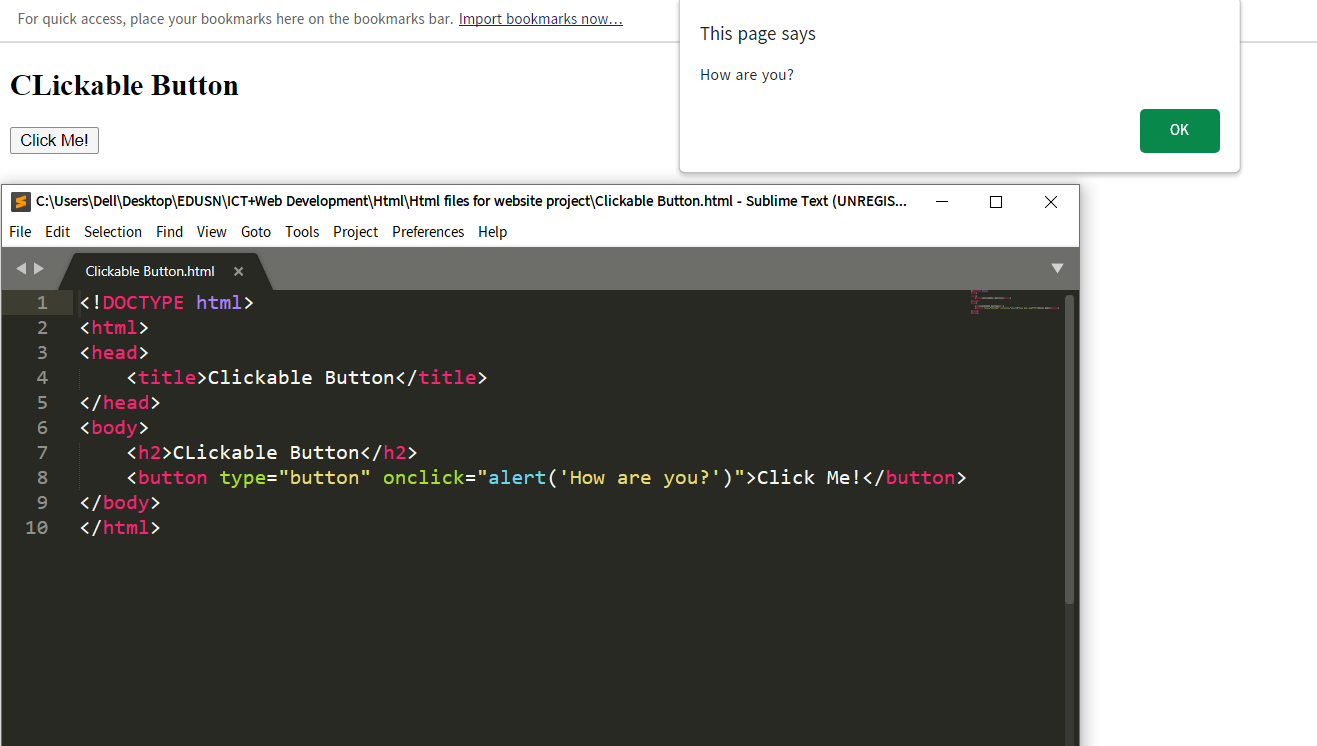 For quick access, place your bookmarks here on the bookmarks bar. Import bookmarks now…
This page says
How are you?
OK
CLickable Button
Click Me!
C:\Users\Dell\Desktop\EDUSN\ICT+Web Development\Html\Html files for website project\Clickable Button.html - Sublime Text (UNREGIS...
File Edit Selection Find View Goto Tools Project Preferences Help
Clickable Button.html
1 <!DOCTYPE html>
2 <html>
3 <head>
4 <title>Clickable Button</title>
5 </head>
6 <body>
7 <h2>CLickable Button</h2>
8 <button type="button" onclick="alert('How are you?')">Click Me!</button>
9 </body>
10 </html>